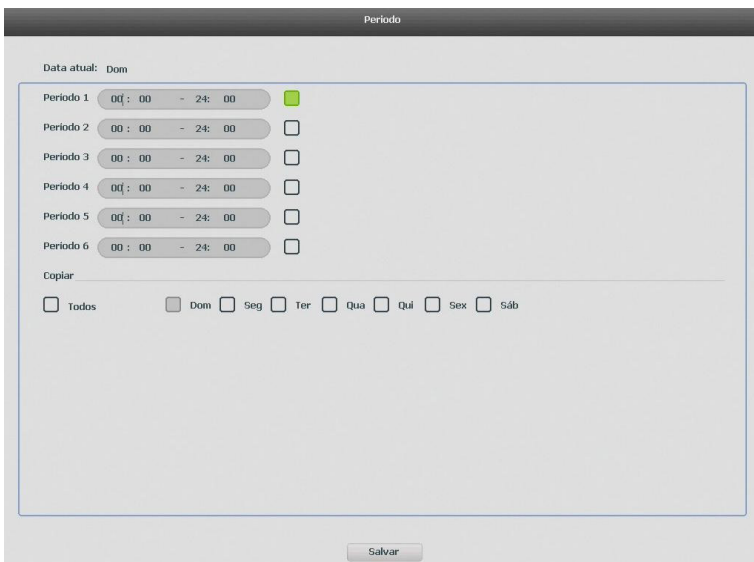 Periodo
Data atual: Dom
Periodo 1 00 : 00 - 24: 00
Periodo 2 00 : 00 - 24: 00
Periodo 3 00 : 00 - 24: 00
Periodo 4 00 : 00 - 24: 00
Periodo 5 00 : 00 - 24: 00
Periodo 6 00 : 00 - 24: 00
Copiar
Todos Dom Seg Ter Qua Qui Sex Sáb
Salvar